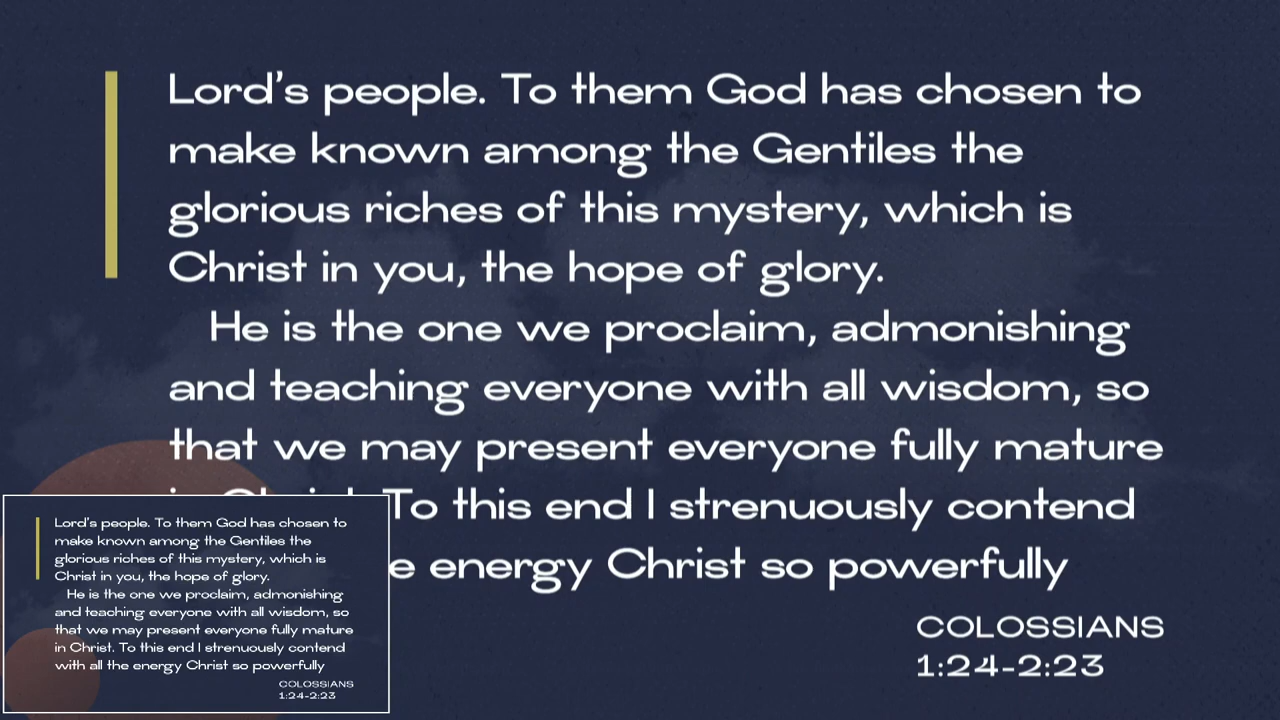 Lord's people. To them God has chosen to
make known among the Gentiles the
glorious riches of this mystery, which is
Christ in you, the hope of glory.
He is the one we proclaim, admonishing
and teaching everyone with all wisdom, so
that we may present everyone fully mature
in Christ. To this end I strenuously contend
e energy Christ so powerfully
COLOSSIANS
1:24-2:23
Lord's people. To them God has chosen to
make known among the Gentiles the
glorious riches of this mystery, which is
Christ in you, the hope of glory.
He is the one we proclaim, admonishing
and teaching everyone with all wisdom, so
that we may present everyone fully mature
in Christ. To this end I strenuously contend
with all the energy Christ so powerfully
COLOSSIANS
1:24-2:23